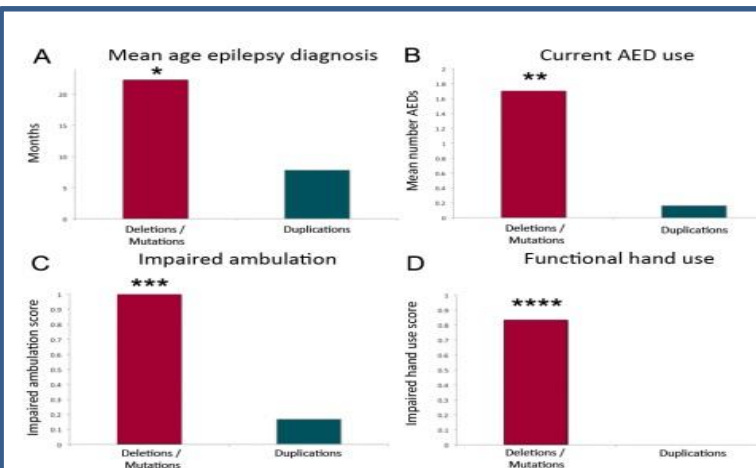 A
Mean age epilepsy diagnosis
*
Months
20
15
10
5
0
Deletions /
Mutations
Duplications
B
Current AED use
**
Mean number AEDs
2
1.8
1.6
1.4
1.2
1
0.8
0.6
0.4
0.2
0
Deletions /
Mutations
Duplications
C
Impaired ambulation
***
Impaired ambulation score
1
0.9
0.8
0.7
0.6
0.5
0.4
0.3
0.2
0.1
0
Deletions /
Mutations
Duplications
D
Functional hand use
****
Impaired hand use score
1
0.9
0.8
0.7
0.6
0.5
0.4
0.3
0.2
0.1
0
Deletions /
Mutations
Duplications